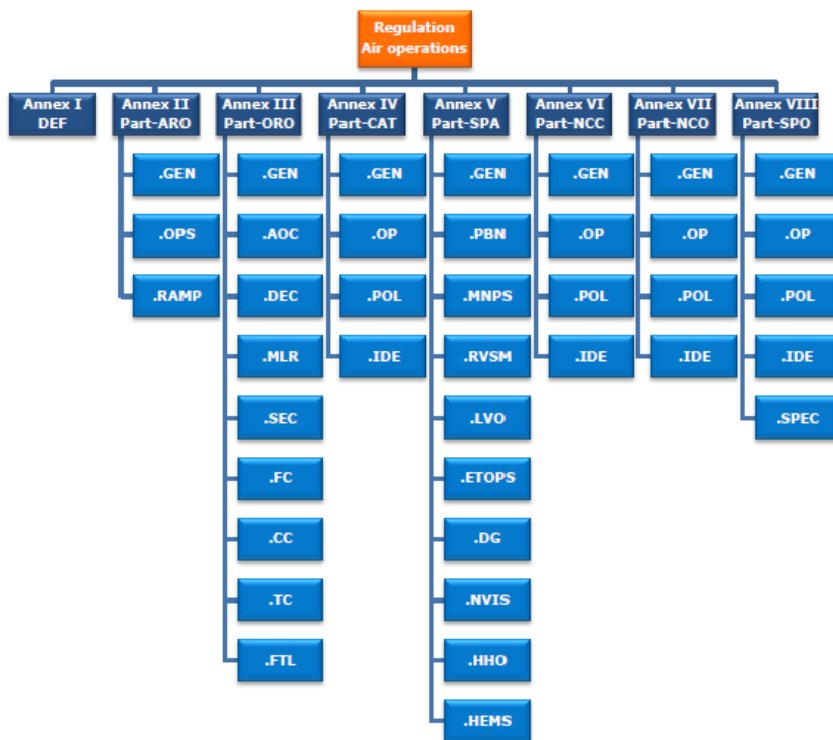 Regulation
Air operations
Annex I
DEF
Annex II
Part-ARO
Annex III
Part-ORO
Annex IV
Part-CAT
Annex V
Part-SPA
Annex VI
Part-NCC
Annex VII
Part-NCO
Annex VIII
Part-SPO
.GEN
.OPS
.RAMP
.GEN
.AOC
.DEC
.MLR
.SEC
.FC
.CC
.TC
.FTL
.GEN
.OP
.POL
.IDE
.GEN
.PBN
.MNPS
.RVSM
.LVO
.ETOPS
.DG
.NVIS
.HHO
.HEMS
.GEN
.OP
.POL
.IDE
.GEN
.OP
.POL
.IDE
.GEN
.OP
.POL
.IDE
.SPEC